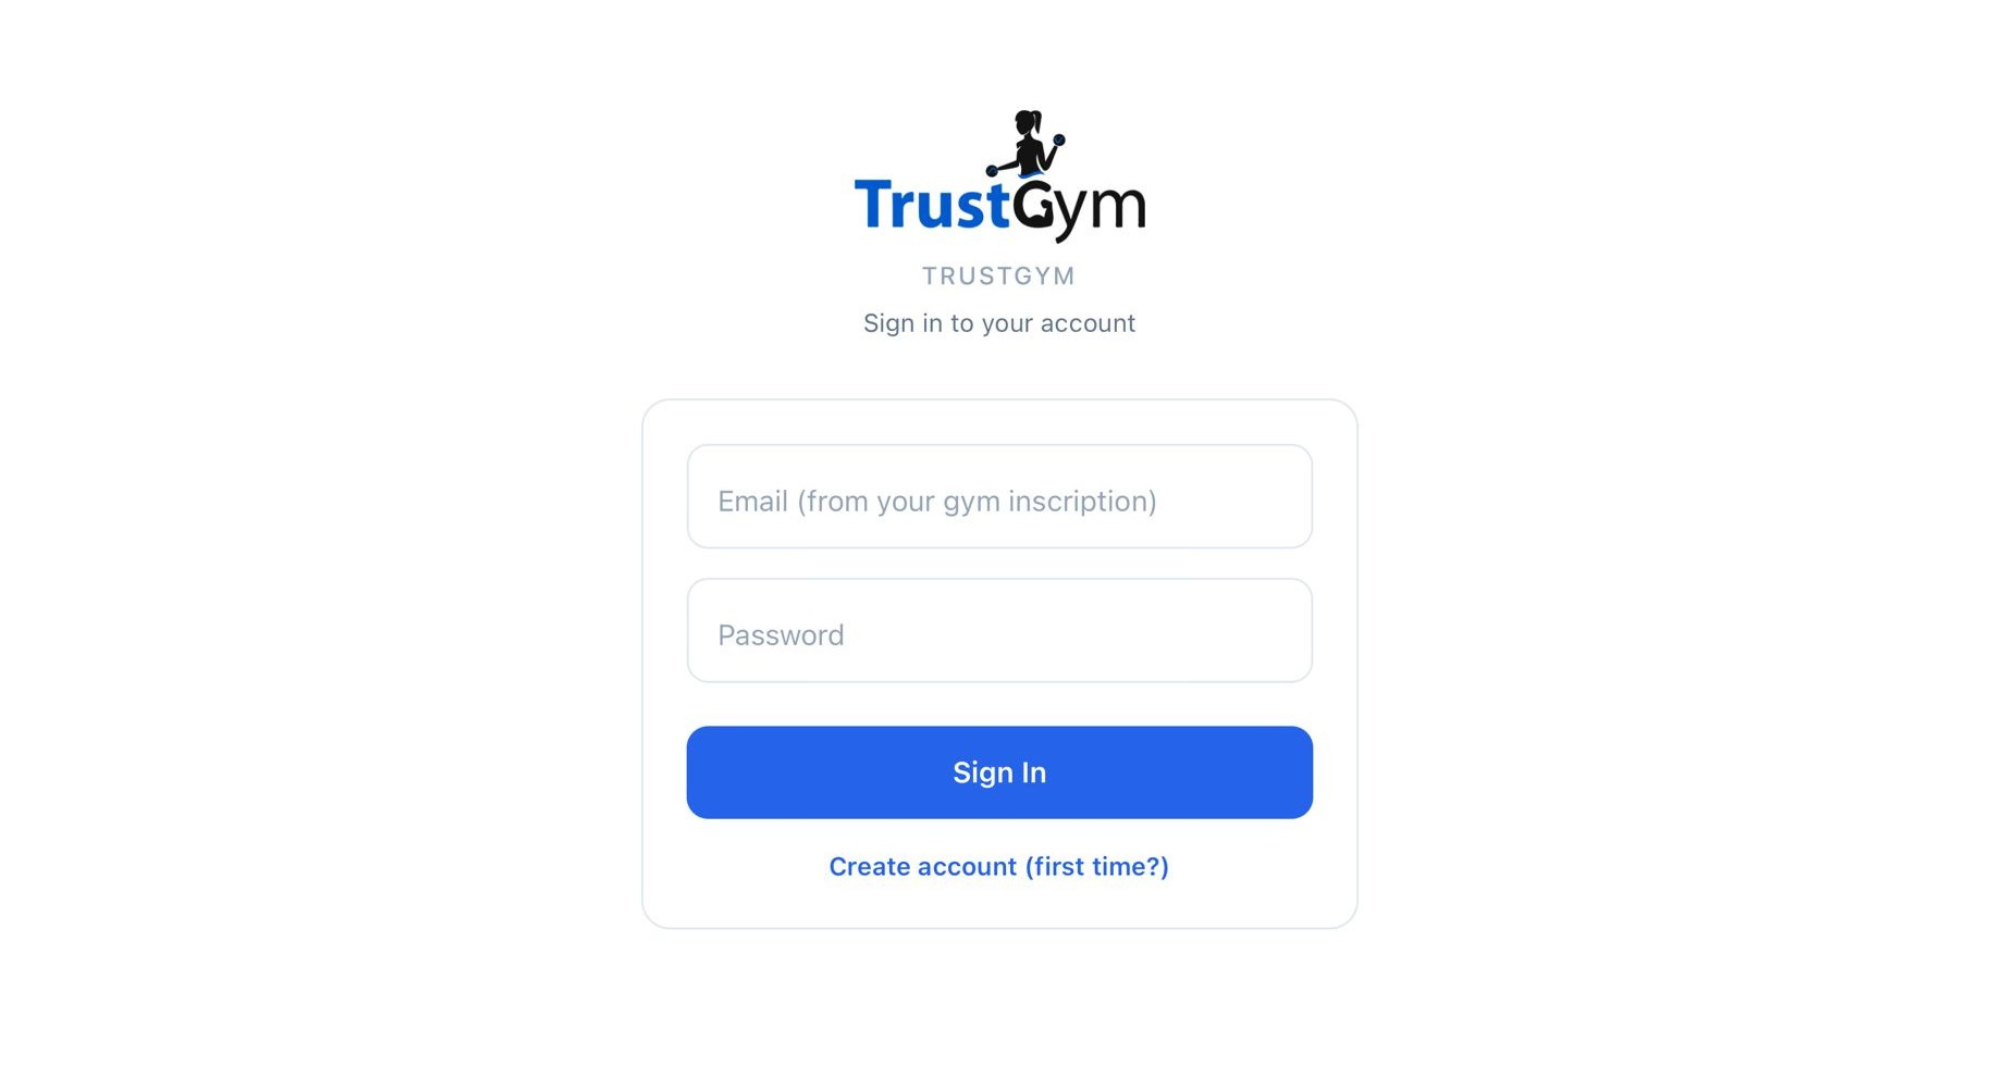 TrustGym
TRUSTGYM
Sign in to your account
Email (from your gym inscription)
Password
Sign In
Create account (first time?)